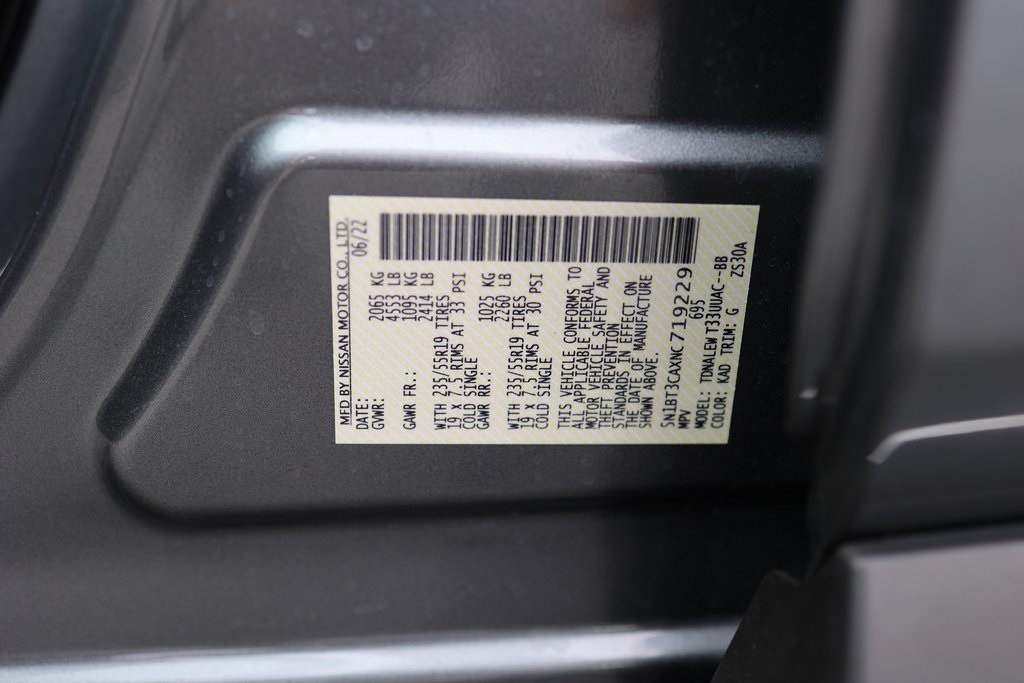 MFD BY NISSAN MOTOR CO., LTD.
DATE: 06/22
GVWR: 2065 KG
4553 LB
GAWR FR.: 1095 KG
2414 LB
WITH 235/55R19 TIRES
19 x 7.5 RIMS AT 33 PSI
COLD SINGLE
GAWR RR.: 1025 KG
2260 LB
WITH 235/55R19 TIRES
19 x 7.5 RIMS AT 30 PSI
COLD SINGLE
THIS VEHICLE CONFORMS TO
ALL APPLICABLE FEDERAL
MOTOR VEHICLE SAFETY AND
THEFT PREVENTION
STANDARDS IN EFFECT ON
THE DATE OF MANUFACTURE
SHOWN ABOVE.
5N1BT3CAXNC719229
MPV 695
MODEL: TDNALEWT33UUAC--BB
COLOR: KAD TRIM: G ZS30A